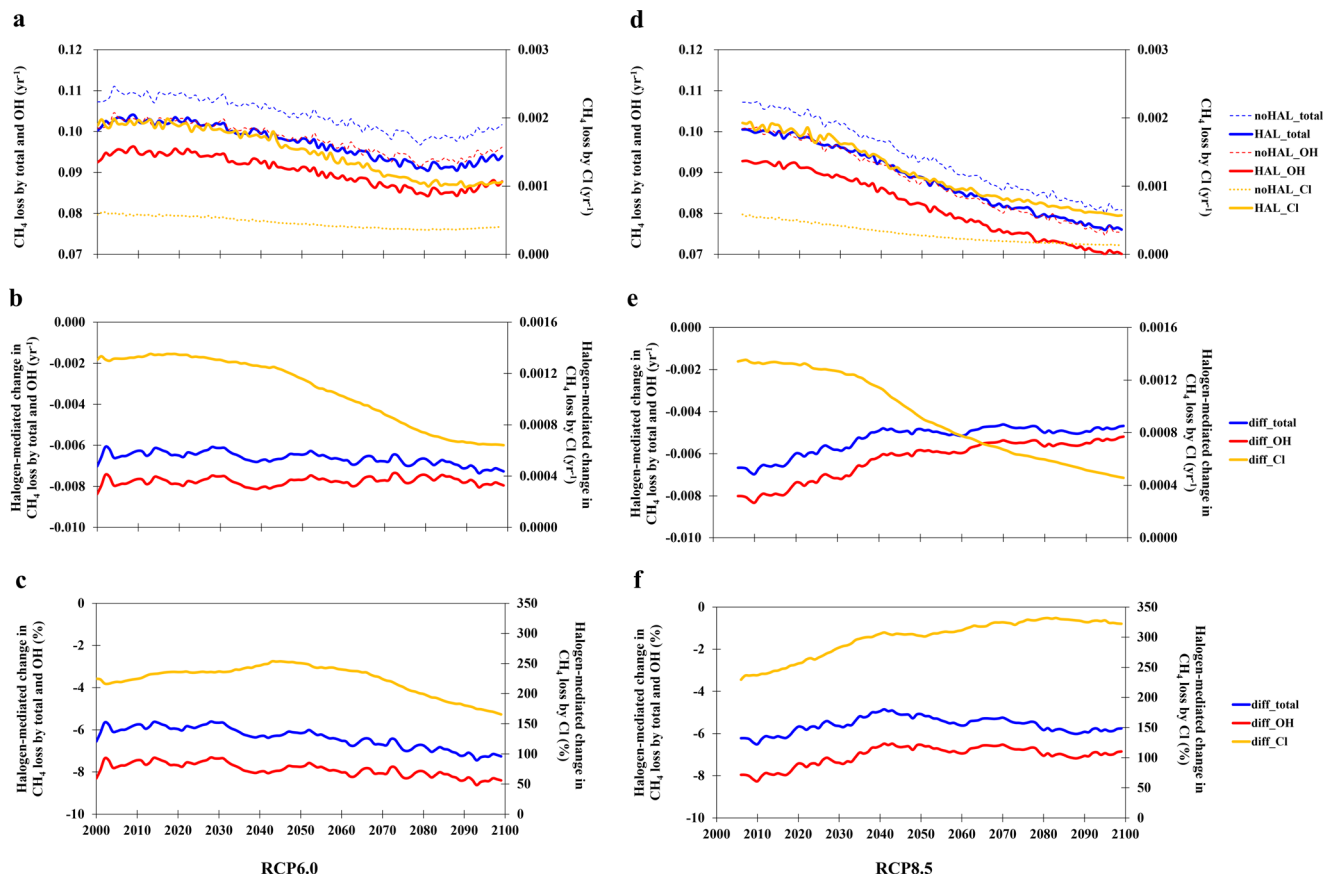 a
CH4 loss by total and OH (yr-1)
0.12
0.11
0.10
0.09
0.08
0.07
0.003
0.002
0.001
0.000
CH4 loss by Cl (yr-1)
d
CH4 loss by total and OH (yr-1)
0.12
0.11
0.10
0.09
0.08
0.07
0.003
0.002
0.001
0.000
CH4 loss by Cl (yr-1)
noHAL_total
HAL_total
noHAL_OH
HAL_OH
noHAL_Cl
HAL_Cl
b
Halogen-mediated change in
CH4 loss by total and OH (yr-1)
0.000
-0.002
-0.004
-0.006
-0.008
-0.010
0.0016
0.0012
0.0008
0.0004
0.0000
Halogen-mediated change in
CH4 loss by Cl (yr-1)
e
Halogen-mediated change in
CH4 loss by total and OH (yr-1)
0.000
-0.002
-0.004
-0.006
-0.008
-0.010
0.0016
0.0012
0.0008
0.0004
0.0000
Halogen-mediated change in
CH4 loss by Cl (yr-1)
diff_total
diff_OH
diff_Cl
c
Halogen-mediated change in
CH4 loss by total and OH (%)
0
-2
-4
-6
-8
-10
350
300
250
200
150
100
50
0
Halogen-mediated change in
CH4 loss by Cl (%)
2000 2010 2020 2030 2040 2050 2060 2070 2080 2090 2100
RCP6.0
f
Halogen-mediated change in
CH4 loss by total and OH (%)
0
-2
-4
-6
-8
-10
350
300
250
200
150
100
50
0
Halogen-mediated change in
CH4 loss by Cl (%)
2000 2010 2020 2030 2040 2050 2060 2070 2080 2090 2100
RCP8.5
diff_total
diff_OH
diff_Cl